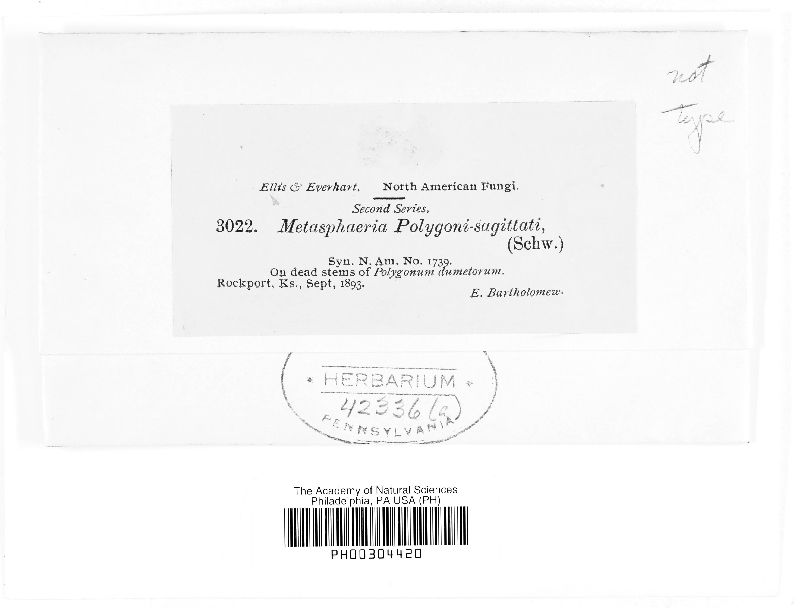 not
type
Ellis & Everhart. North American Fungi.
Second Series.
3022. Metasphaeria Polygoni-sagittati,
(Schw.)
Syn. N. Am. No. 1739.
On dead stems of Polygonum dumetorum.
Rockport, Ks., Sept, 1893.
E. Bartholomew.
HERBARIUM
42336 (a)
PENNSYLVANIA
The Academy of Natural Sciences
Philadelphia, PA USA (PH)
PH00304420